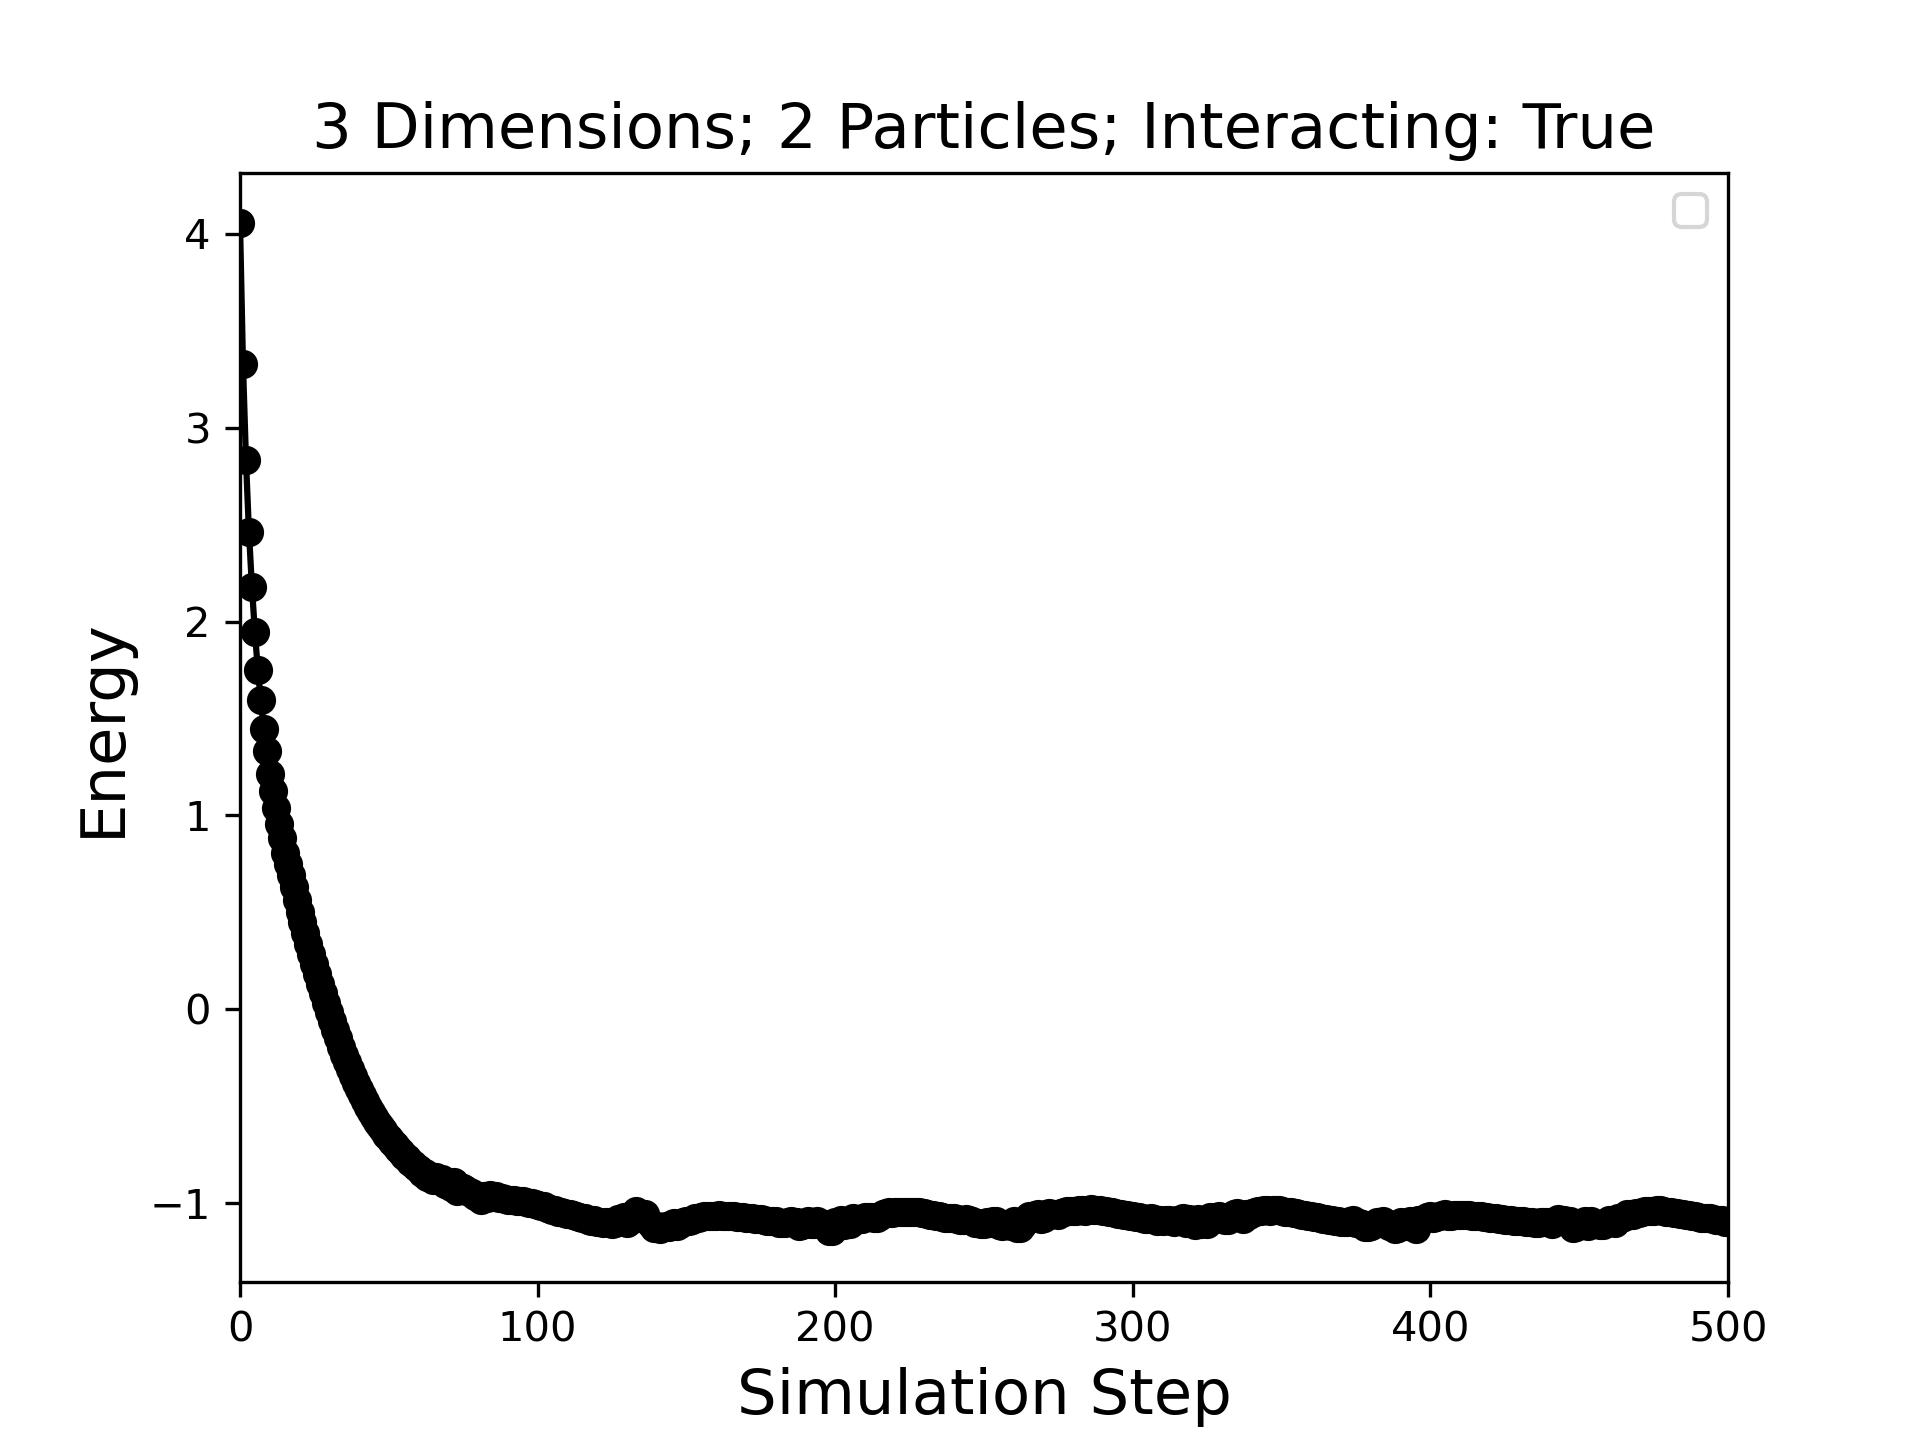 3 Dimensions; 2 Particles; Interacting: True
Energy
4
3
2
1
0
−1
0 100 200 300 400 500
Simulation Step